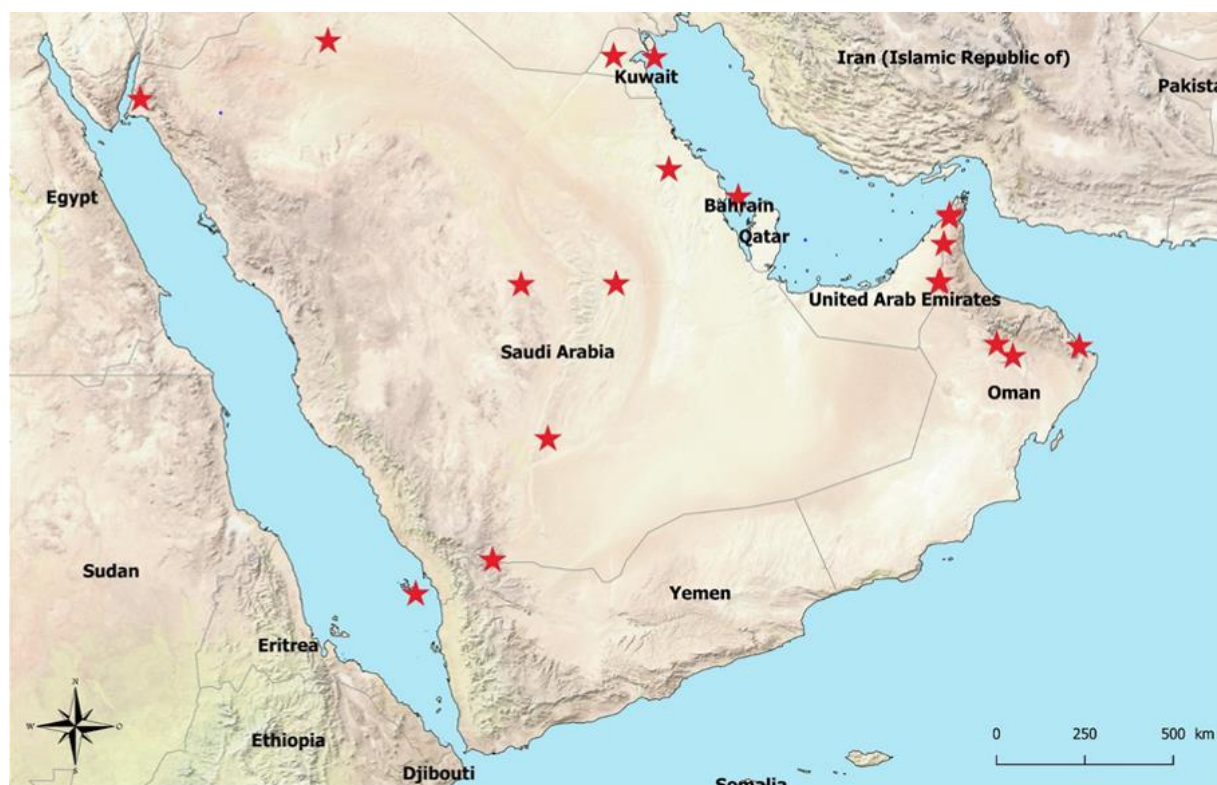 Iran (Islamic Republic of)
Kuwait
Pakista
Egypt
Bahrain
Qatar
United Arab Emirates
Saudi Arabia
Oman
Sudan
Yemen
Eritrea
N
W O
S
Ethiopia
0 250 500 km
Djibouti
Somalia